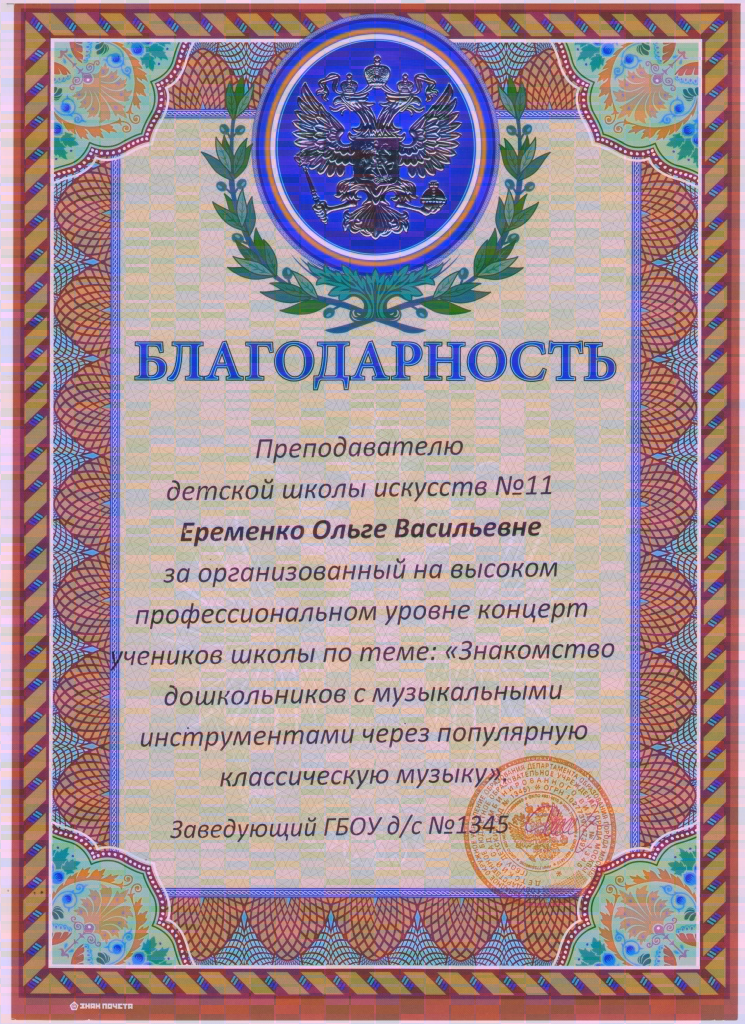 БЛАГОДАРНОСТЬ
Преподавателю
детской школы искусств №11
Еременко Ольге Васильевне
за организованный на высоком
профессиональном уровне концерт
учеников школы по теме: «Знакомство
дошкольников с музыкальными
инструментами через популярную
классическую музыку».
Заведующий ГБОУ д/с №1345
ЗНАК ПОЧЕТА